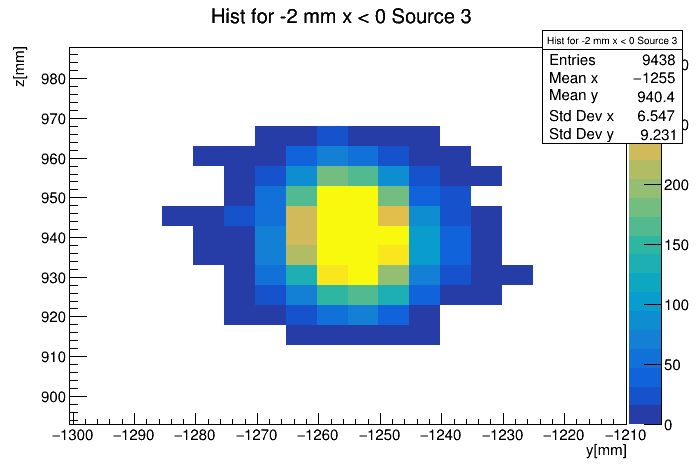 Hist for -2 mm x < 0 Source 3
z[mm]
980
970
960
950
940
930
920
910
900
−1300 −1290 −1280 −1270 −1260 −1250 −1240 −1230 −1220 −1210
y[mm]
Hist for -2 mm x < 0 Source 3
Entries 9438
Mean x −1255
Mean y 940.4
Std Dev x 6.547
Std Dev y 9.231
200
150
100
50
0